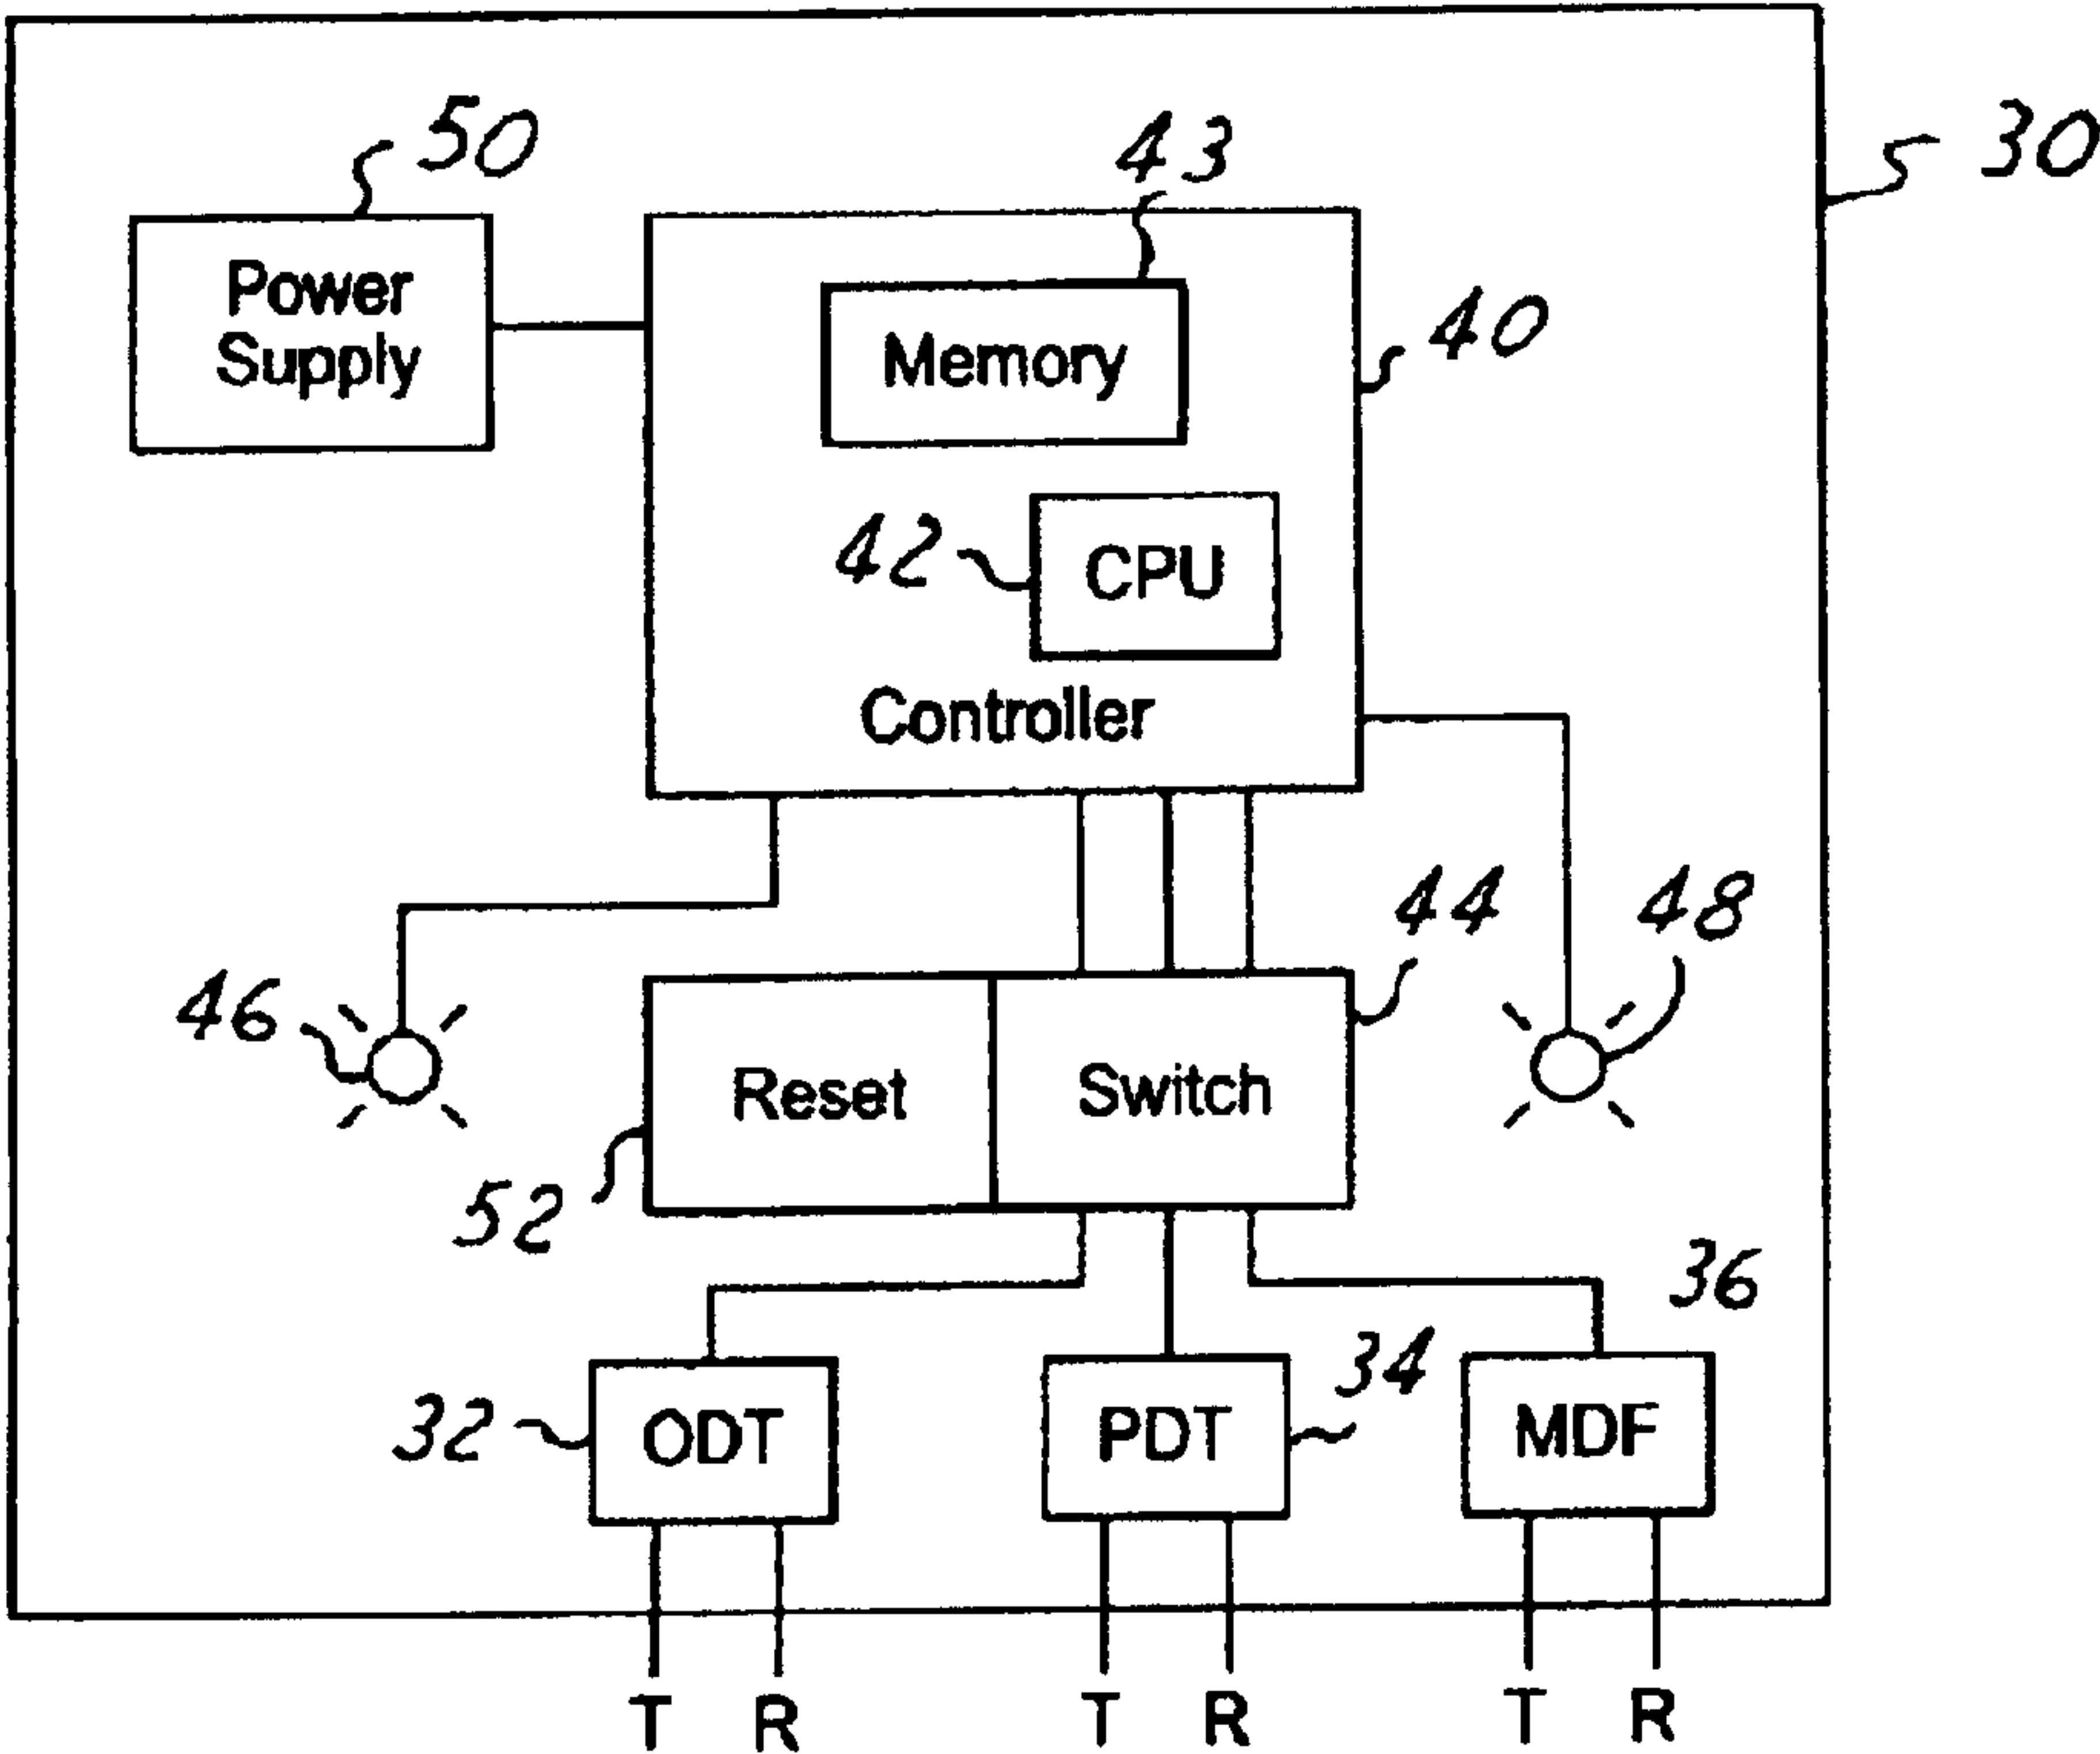 50
43
30
Power
Supply
Memory
40
42
CPU
Controller
44
48
46
Reset
Switch
52
36
34
32
ODT
PDT
MDF
T R T R T R